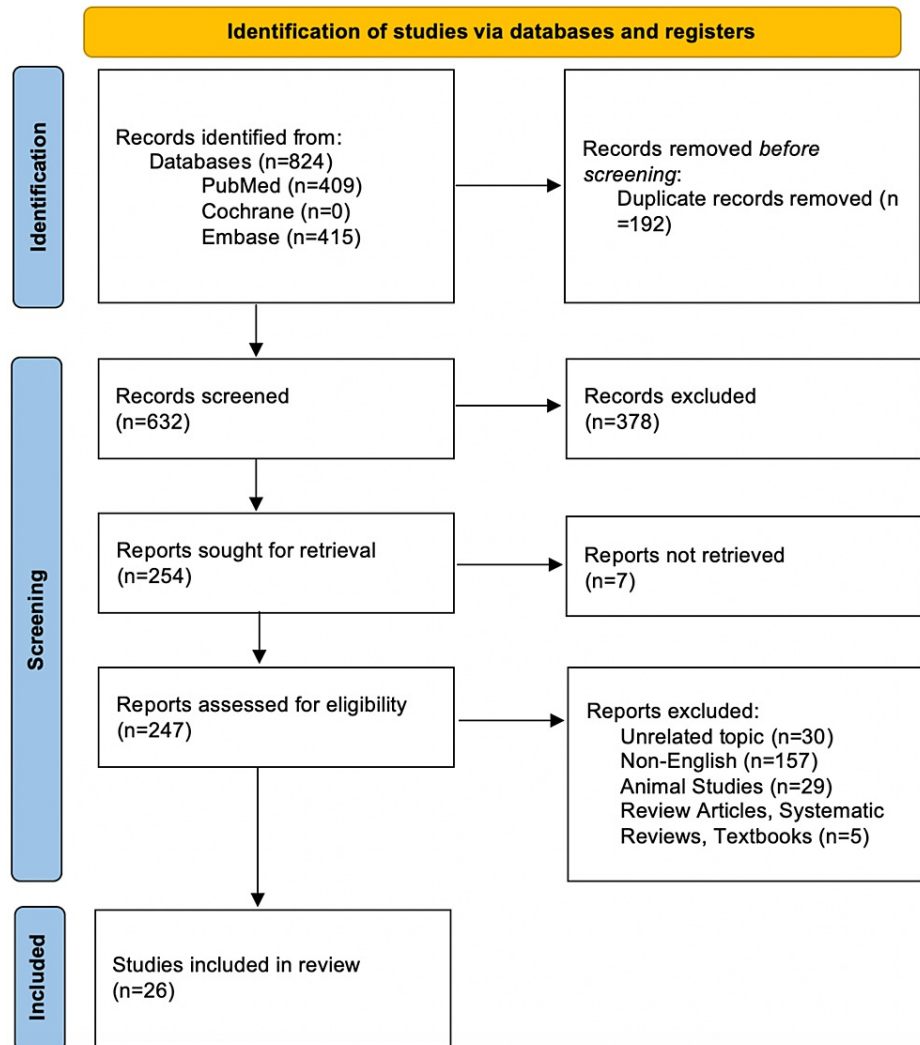 Identification of studies via databases and registers
Identification
Records identified from:
Databases (n=824)
PubMed (n=409)
Cochrane (n=0)
Embase (n=415)
Records removed before
screening:
Duplicate records removed (n
=192)
Screening
Records screened
(n=632)
Records excluded
(n=378)
Reports sought for retrieval
(n=254)
Reports not retrieved
(n=7)
Reports assessed for eligibility
(n=247)
Reports excluded:
Unrelated topic (n=30)
Non-English (n=157)
Animal Studies (n=29)
Review Articles, Systematic
Reviews, Textbooks (n=5)
Included
Studies included in review
(n=26)